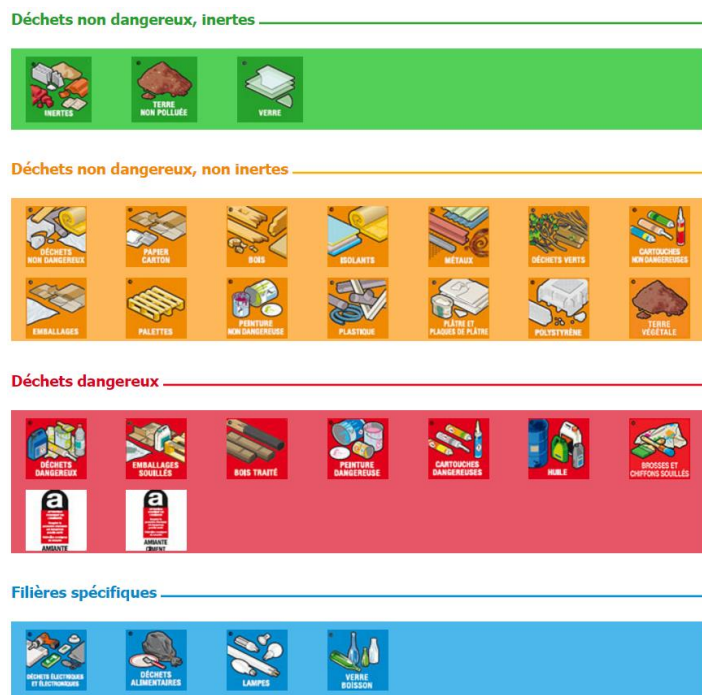 Déchets non dangereux, inertes
INERTES
TERRE
NON POLLUÉE
VERRE
Déchets non dangereux, non inertes
DÉCHETS
NON DANGEREUX
PAPIER
CARTON
BOIS
ISOLANTS
MÉTAUX
DÉCHETS VERTS
CARTOUCHES
NON DANGEREUSES
EMBALLAGES
PALETTES
PEINTURE
NON DANGEREUSE
PLASTIQUE
PLÂTRE ET
PLAQUES DE PLÂTRE
POLYSTYRÈNE
TERRE
VÉGÉTALE
Déchets dangereux
DÉCHETS
DANGEREUX
EMBALLAGES
SOUILLÉS
BOIS TRAITÉ
PEINTURE
DANGEREUSE
CARTOUCHES
DANGEREUSES
HUILE
BROSSES ET
CHIFFONS SOUILLÉS
a
AMIANTE
a
AMIANTE
CIMENT
Filières spécifiques
DÉCHETS ÉLECTRIQUES
ET ÉLECTRONIQUES
DÉCHETS
ALIMENTAIRES
LAMPES
VERRE
BOISSON